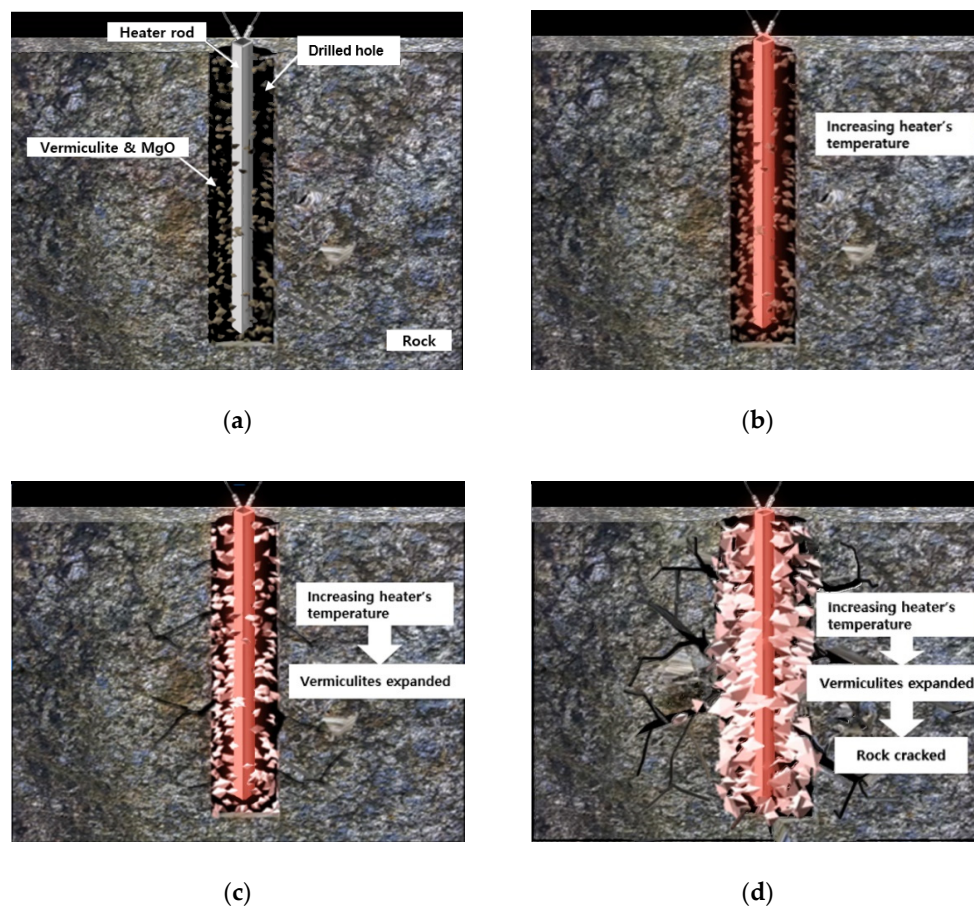 Heater rod
Drilled hole
Vermiculite & MgO
Rock
(a)
Increasing heater's
temperature
(b)
Increasing heater's
temperature
Vermiculites expanded
(c)
Increasing heater's
temperature
Vermiculites expanded
Rock cracked
(d)